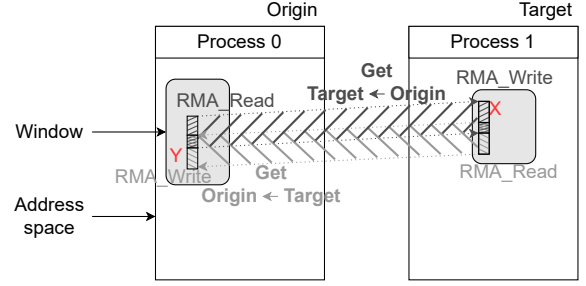 Origin
Target
Process 0
Process 1
Get
Target ← Origin
RMA_Write
RMA_Read
X
Window
Y
RMA_Write
Get
RMA_Read
Origin ← Target
Address
space